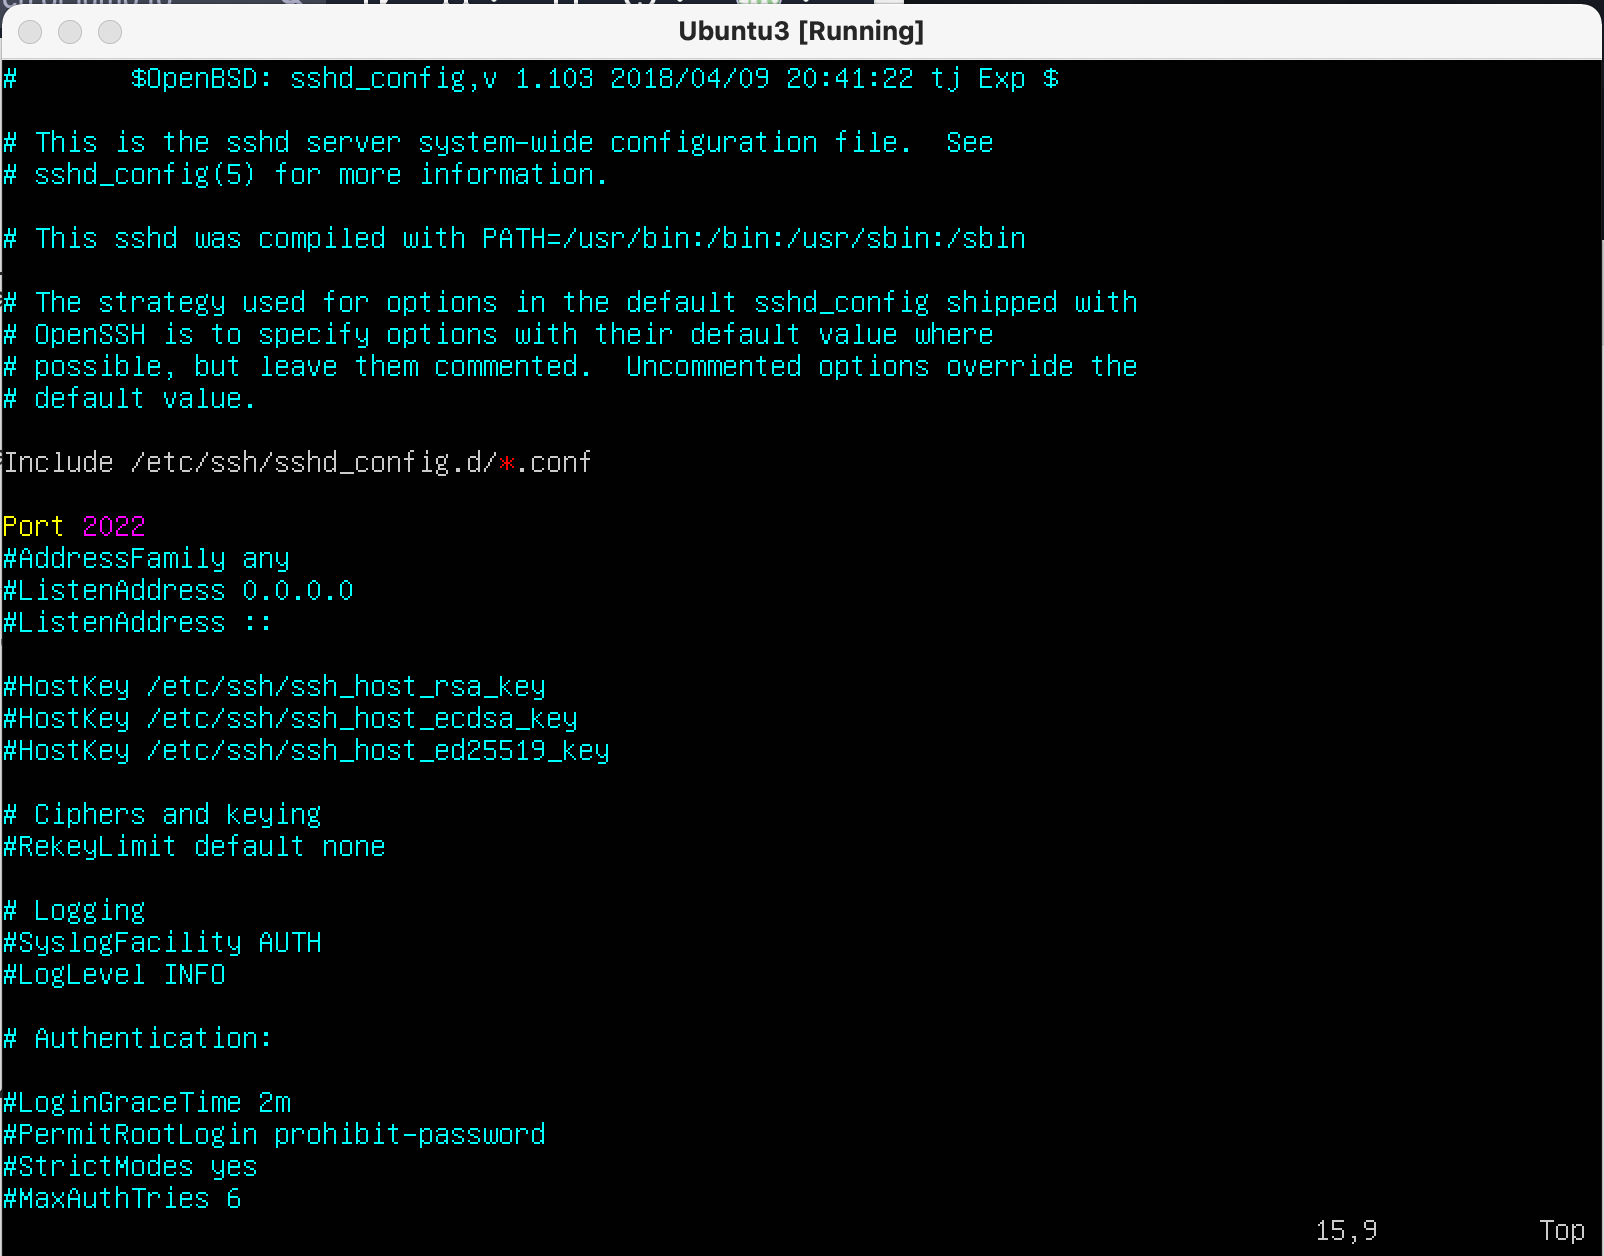 Ubuntu3 [Running]
#       $OpenBSD: sshd_config,v 1.103 2018/04/09 20:41:22 tj Exp $
# This is the sshd server system-wide configuration file.  See
# sshd_config(5) for more information.
# This sshd was compiled with PATH=/usr/bin:/bin:/usr/sbin:/sbin
# The strategy used for options in the default sshd_config shipped with
# OpenSSH is to specify options with their default value where
# possible, but leave them commented.  Uncommented options override the
# default value.
Include /etc/ssh/sshd_config.d/*.conf
Port 2022
#AddressFamily any
#ListenAddress 0.0.0.0
#ListenAddress ::
#HostKey /etc/ssh/ssh_host_rsa_key
#HostKey /etc/ssh/ssh_host_ecdsa_key
#HostKey /etc/ssh/ssh_host_ed25519_key
# Ciphers and keying
#RekeyLimit default none
# Logging
#SyslogFacility AUTH
#LogLevel INFO
# Authentication:
#LoginGraceTime 2m
#PermitRootLogin prohibit-password
#StrictModes yes
#MaxAuthTries 6
15,9 Top